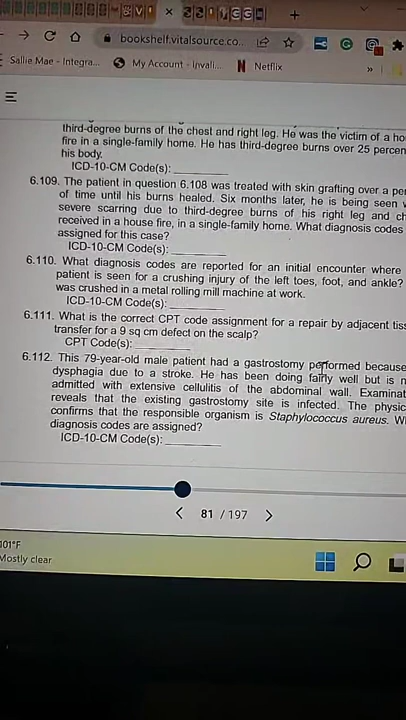 bookshelf.vitalsource.co...
Sallie Mae - Integra...
My Account - Invali...
Netflix
»
third-degree burns of the chest and right leg. He was the victim of a ho
fire in a single-family home. He has third-degree burns over 25 percen
his body.
ICD-10-CM Code(s): ________
6.109. The patient in question 6.108 was treated with skin grafting over a per
of time until his burns healed. Six months later, he is being seen
severe scarring due to third-degree burns of his right leg and ch
received in a house fire, in a single-family home. What diagnosis codes
assigned for this case?
ICD-10-CM Code(s): ________
6.110. What diagnosis codes are reported for an initial encounter where
patient is seen for a crushing injury of the left toes, foot, and ankle?
was crushed in a metal rolling mill machine at work.
ICD-10-CM Code(s): ________
6.111. What is the correct CPT code assignment for a repair by adjacent tiss
transfer for a 9 sq cm defect on the scalp?
CPT Code(s): ________
6.112. This 79-year-old male patient had a gastrostomy performed because
dysphagia due to a stroke. He has been doing fairly well but is n
admitted with extensive cellulitis of the abdominal wall. Examinat
reveals that the existing gastrostomy site is infected. The physic
confirms that the responsible organism is Staphylococcus aureus. W
diagnosis codes are assigned?
ICD-10-CM Code(s): ________
< 81 / 197 >
101°F
Mostly clear